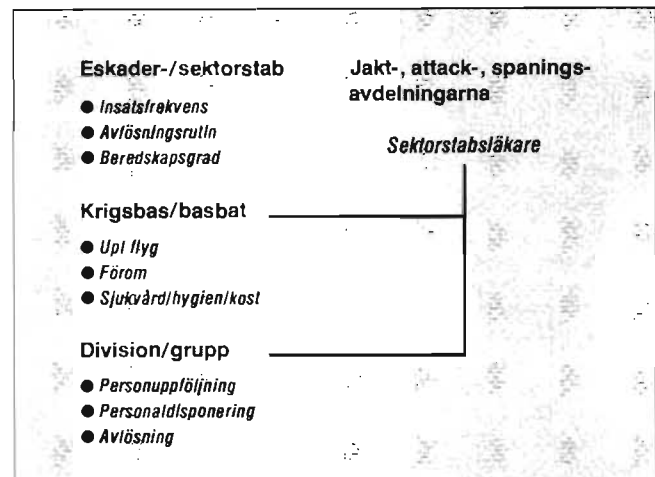 Eskader-/sektorstab
● Insatsfrekvens
● Avlösningsrutin
● Beredskapsgrad
Jakt-, attack-, spanings-
avdelningarna
Sektorstabsläkare
Krigsbas/basbat
● Upl flyg
● Förom
● Sjukvård/hygien/kost
Division/grupp
● Personuppföljning
● Personaldisponering
● Avlösning